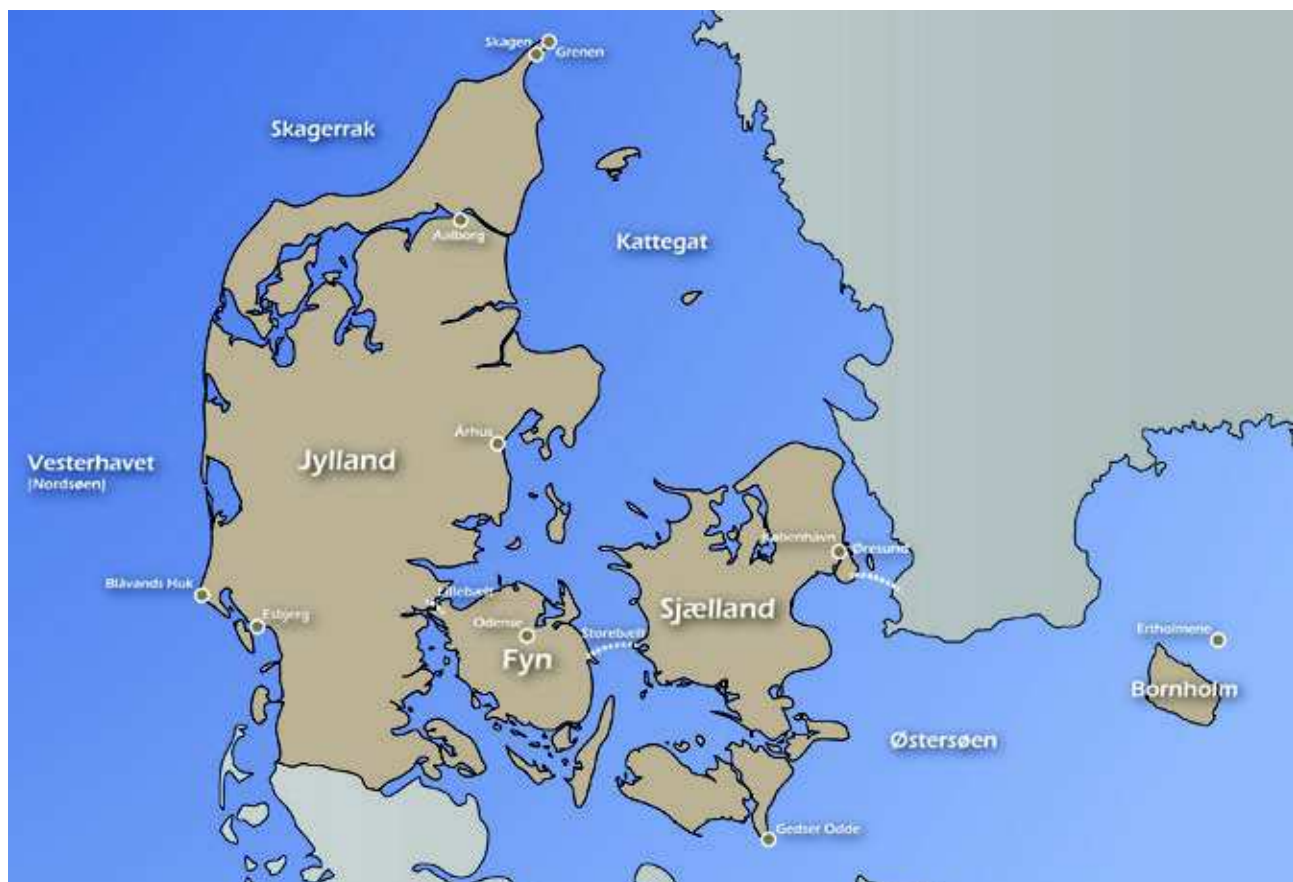 Skagen
Grenen
Skagerrak
Aalborg
Kattegat
Århus
Jylland
Vesterhavet
(Nordsøen)
København
Øresund
Blåvands Huk
Lillebælt
Sjælland
Esbjerg
Odense
Storebælt
Ertholmene
Fyn
Bornholm
Østersøen
Gedser Odde